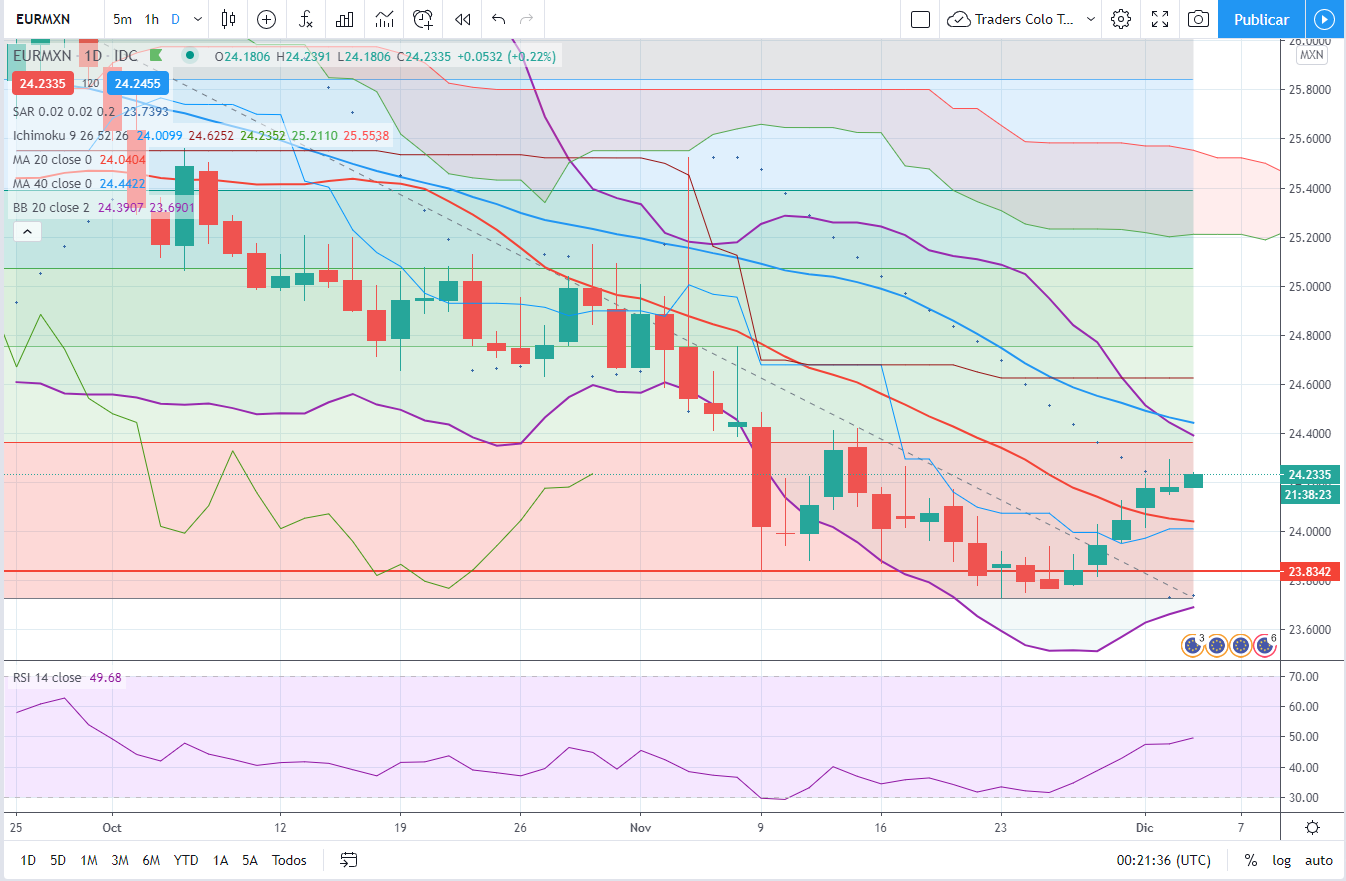 EURMXN 5m 1h D Traders Colo T... Publicar
EURMXN 1D IDC O24.1806 H24.2391 L24.1806 C24.2335 +0.0532 (+0.22%)
24.2335 120 24.2455
SAR 0.02 0.02 0.2 23.7393
Ichimoku 9 26 52 26 24.0099 24.6252 24.2352 25.2110 25.5538
MA 20 close 0 24.0404
MA 40 close 0 24.4422
BB 20 close 2 24.3907 23.6901
26.0000
MXN
25.8000
25.6000
25.4000
25.2000
25.0000
24.8000
24.6000
24.4000
24.2335
21:38:23
24.0000
23.8342
23.6000
3 6
RSI 14 close 49.68
70.00
60.00
50.00
40.00
30.00
25 Oct 12 19 26 Nov 9 16 23 Dic 7
1D 5D 1M 3M 6M YTD 1A 5A Todos 00:21:36 (UTC) % log auto